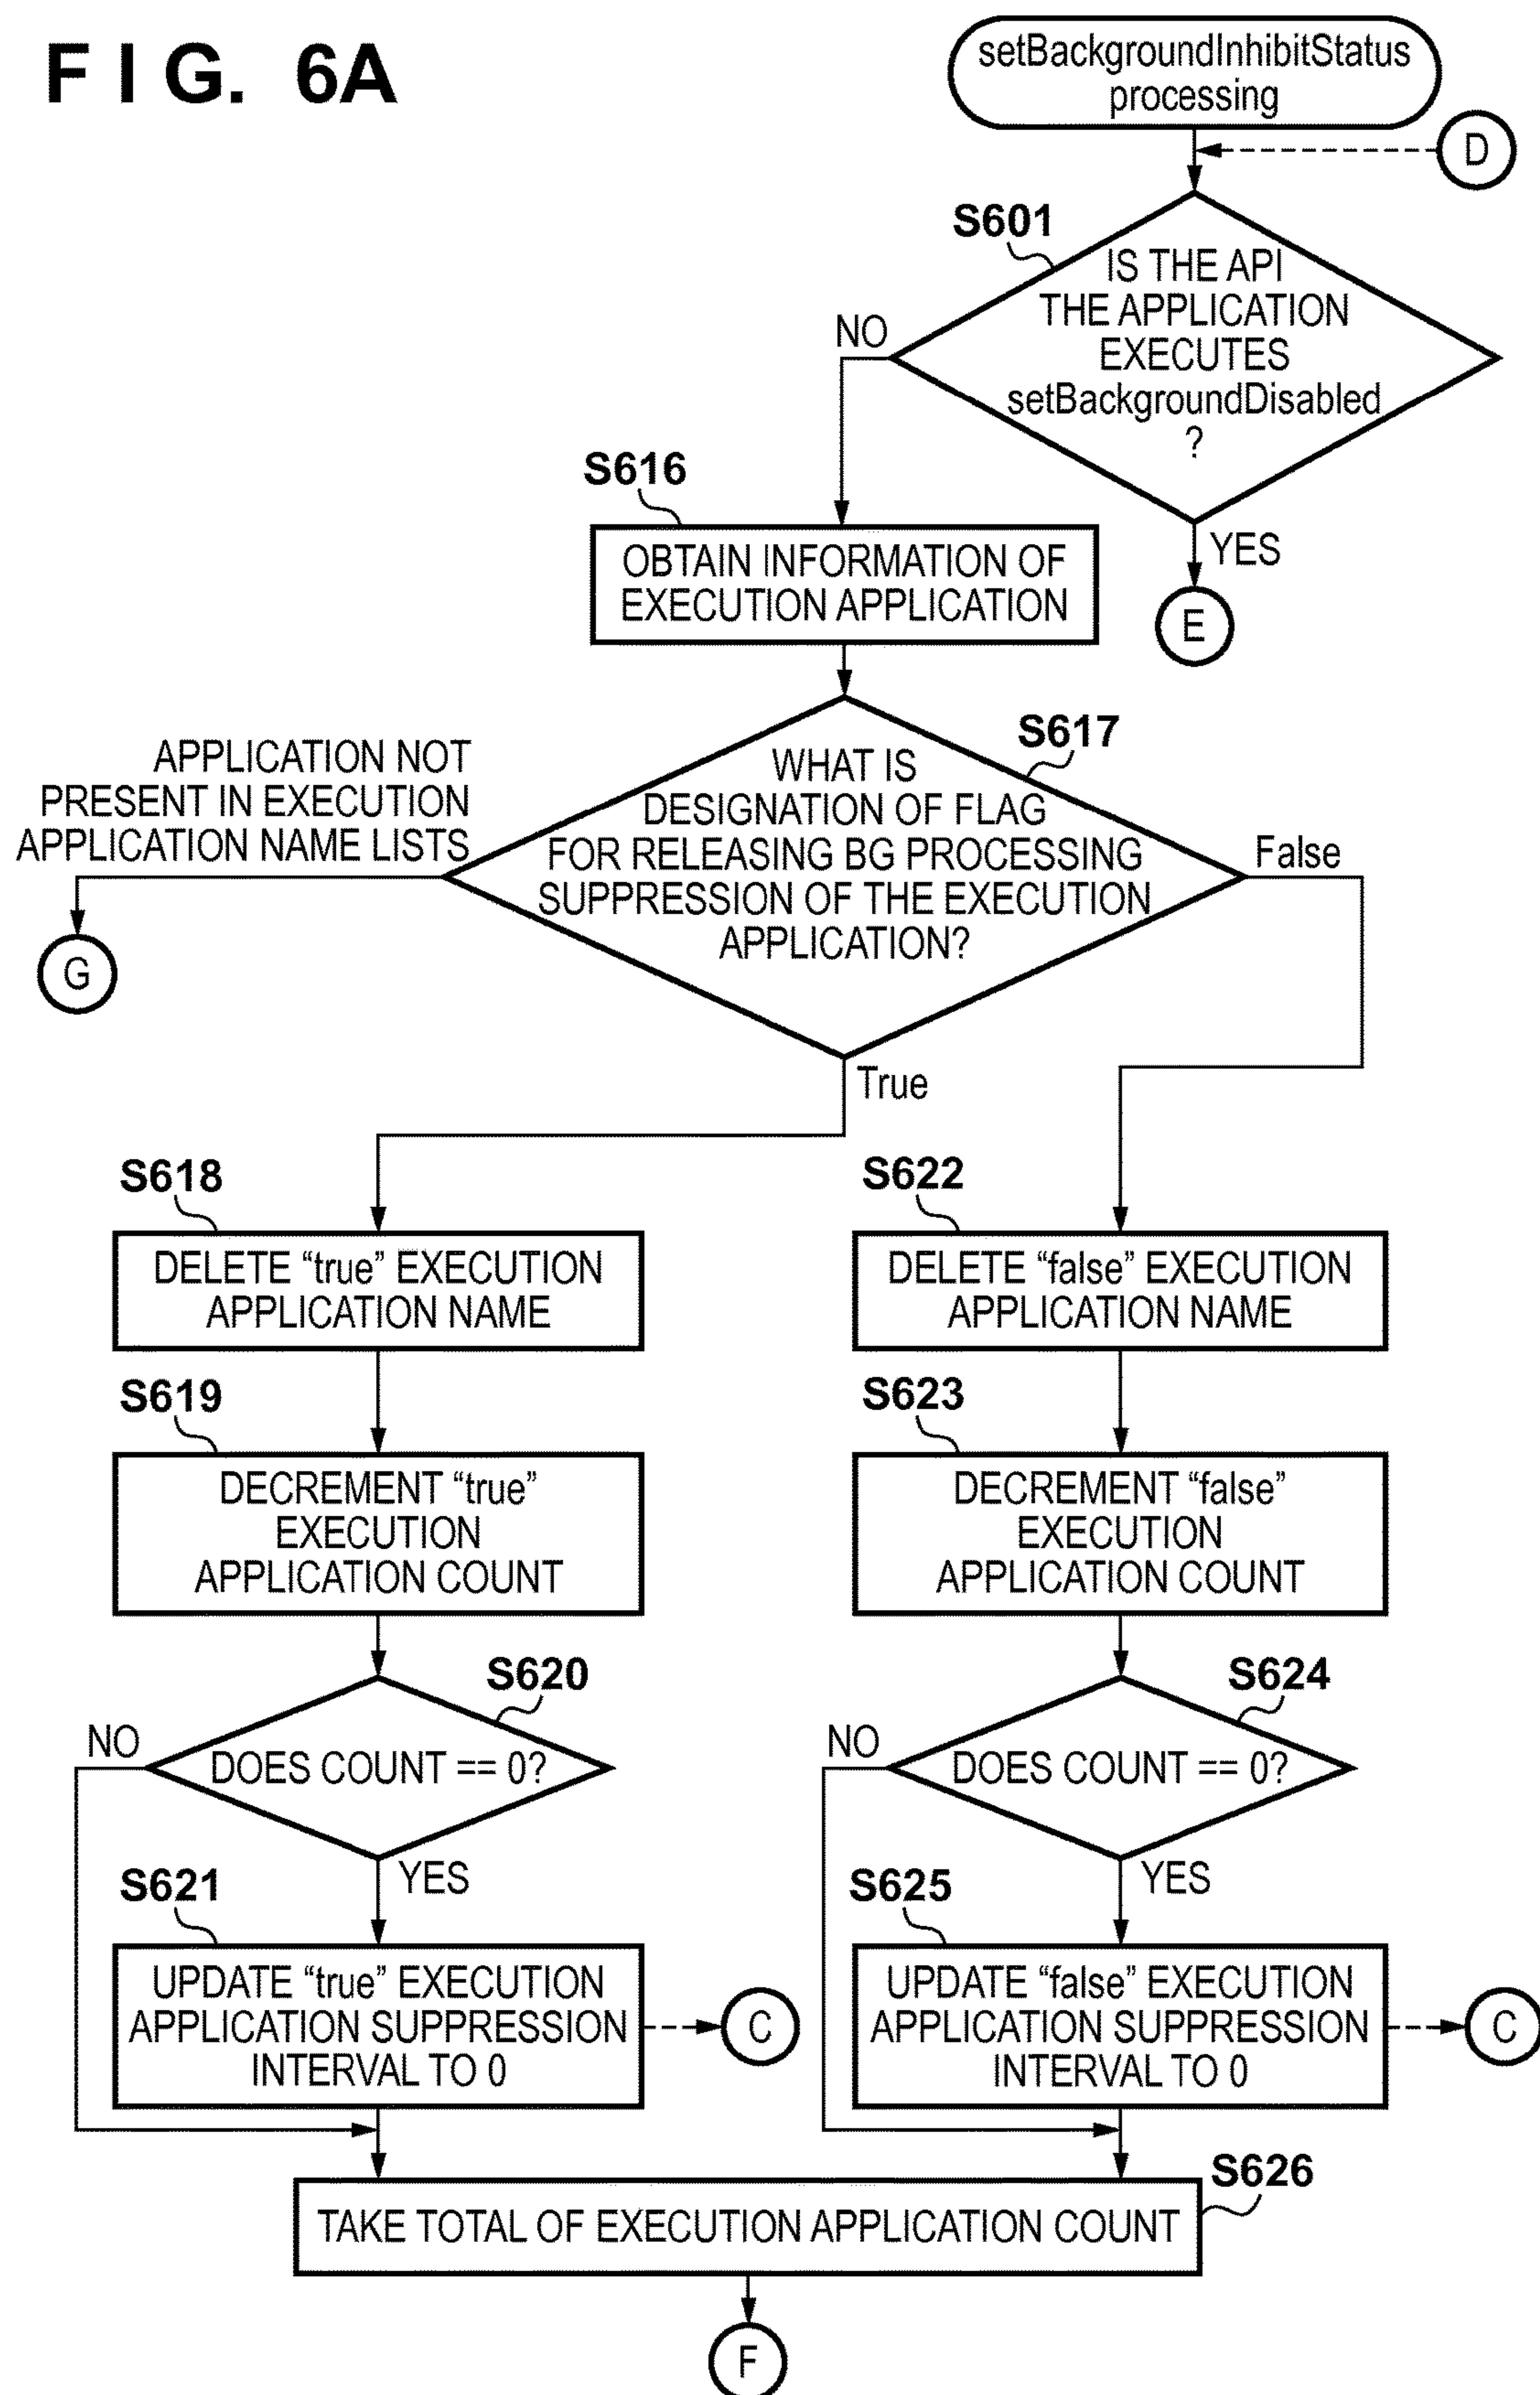 FIG. 6A
setBackgroundInhibitStatus
processing
D
S601
IS THE API
THE APPLICATION
EXECUTES
setBackgroundDisabled
?
NO
YES
E
S616
OBTAIN INFORMATION OF
EXECUTION APPLICATION
S617
WHAT IS
DESIGNATION OF FLAG
FOR RELEASING BG PROCESSING
SUPPRESSION OF THE EXECUTION
APPLICATION?
APPLICATION NOT
PRESENT IN EXECUTION
APPLICATION NAME LISTS
G
False
True
S618
DELETE “true” EXECUTION
APPLICATION NAME
S622
DELETE “false” EXECUTION
APPLICATION NAME
S619
DECREMENT “true”
EXECUTION
APPLICATION COUNT
S623
DECREMENT “false”
EXECUTION
APPLICATION COUNT
S620
NO
DOES COUNT == 0?
YES
S624
NO
DOES COUNT == 0?
YES
S621
UPDATE “true” EXECUTION
APPLICATION SUPPRESSION
INTERVAL TO 0
C
S625
UPDATE “false” EXECUTION
APPLICATION SUPPRESSION
INTERVAL TO 0
C
S626
TAKE TOTAL OF EXECUTION APPLICATION COUNT
F